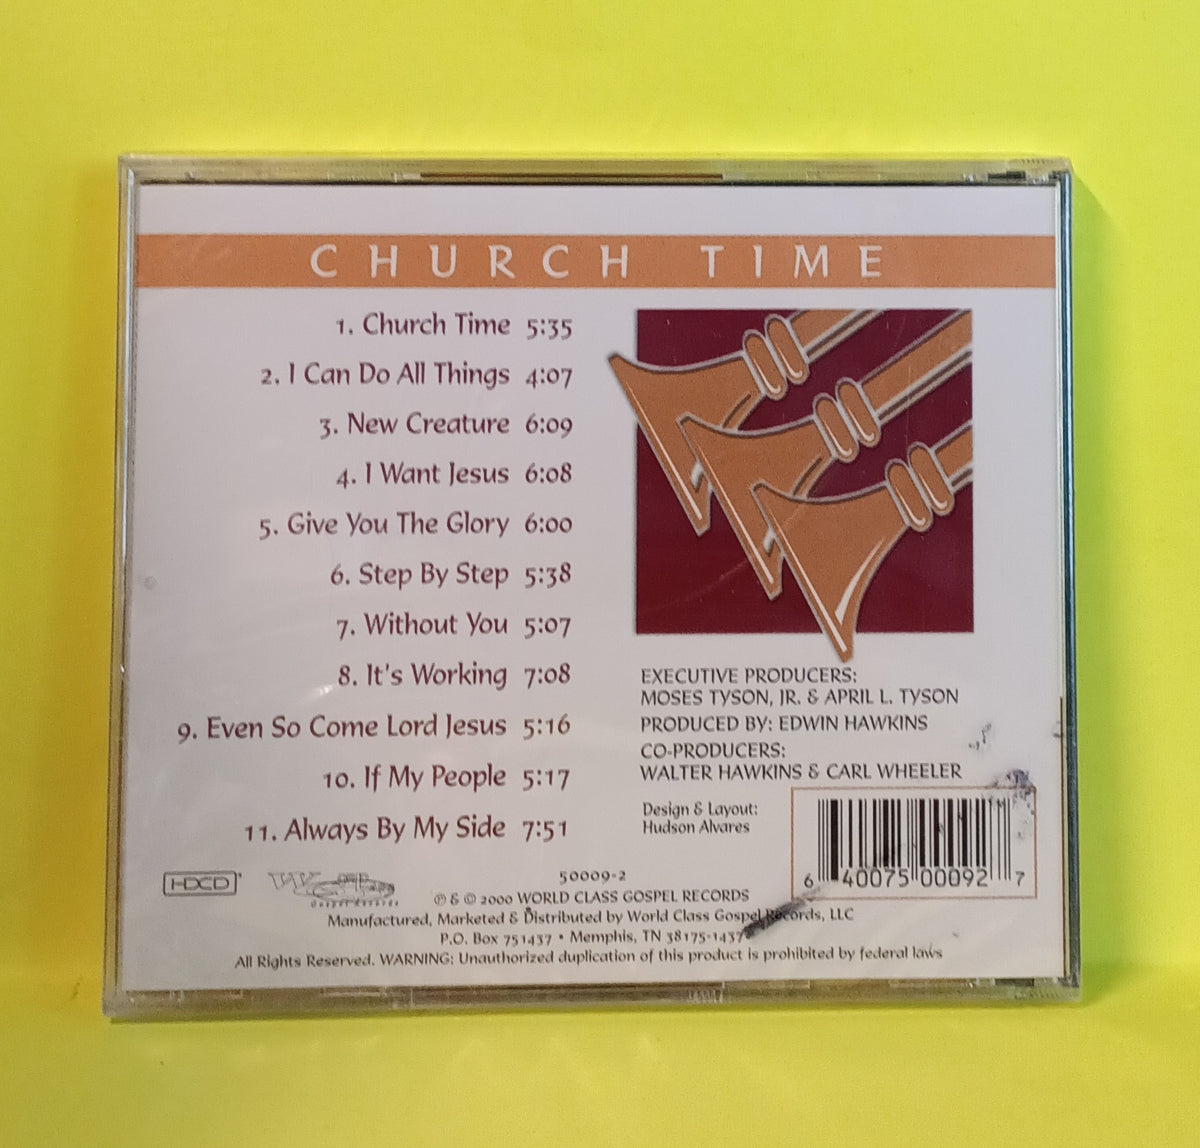 CHURCH TIME
1. Church Time 5:35
2. I Can Do All Things 4:07
3. New Creature 6:09
4. I Want Jesus 6:08
5. Give You The Glory 6:00
6. Step By Step 5:38
7. Without You 5:07
8. It's Working 7:08
9. Even So Come Lord Jesus 5:16
10. If My People 5:17
11. Always By My Side 7:51
EXECUTIVE PRODUCERS:
MOSES TYSON, JR. & APRIL L. TYSON
PRODUCED BY: EDWIN HAWKINS
CO-PRODUCERS:
WALTER HAWKINS & CARL WHEELER
Design & Layout:
Hudson Alvares
6 40075 00092 7
HDCD
WCG
Gospel Records
50009-2
℗ & © 2000 WORLD CLASS GOSPEL RECORDS
Manufactured, Marketed & Distributed by World Class Gospel Records, LLC
P.O. Box 751437 • Memphis, TN 38175-1437
All Rights Reserved. WARNING: Unauthorized duplication of this product is prohibited by federal laws